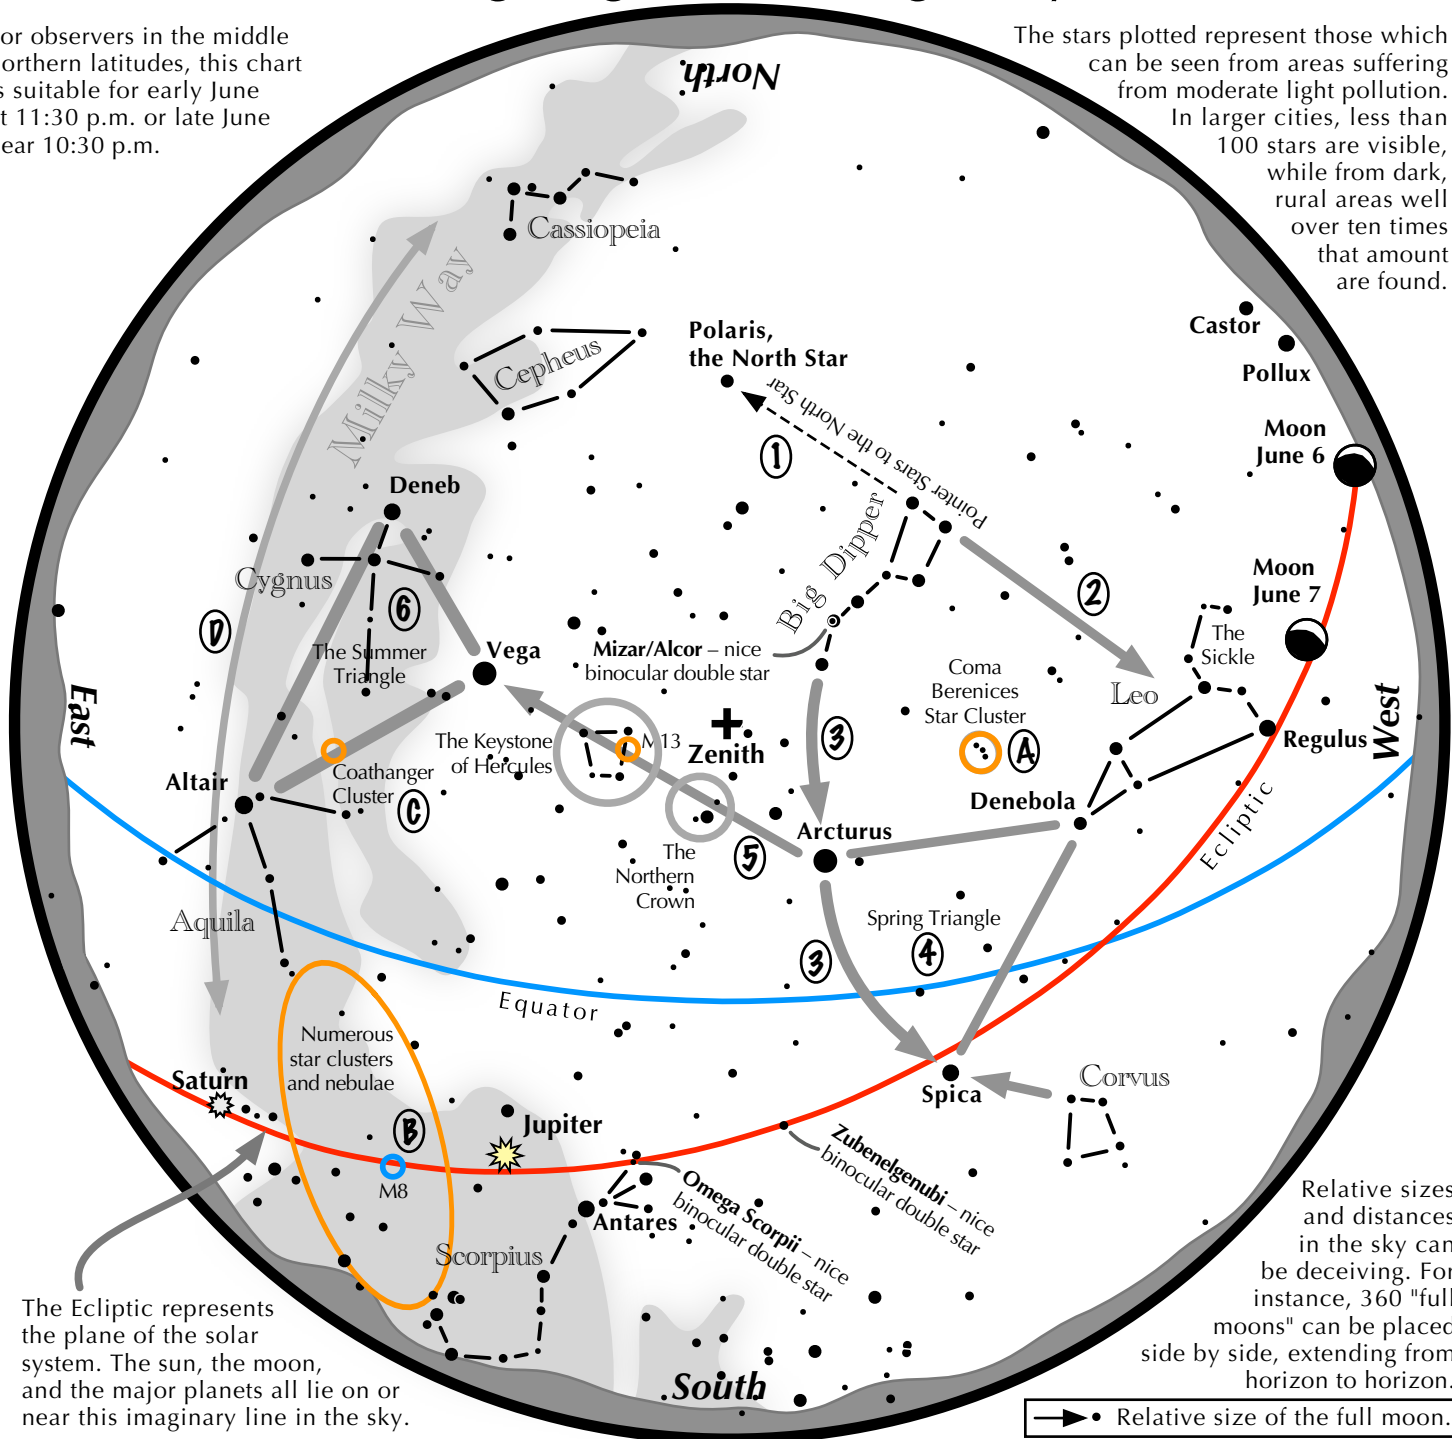 or observers in the middle
orthern latitudes, this chart
s suitable for early June
t 11:30 p.m. or late June
ear 10:30 p.m.
The stars plotted represent those which
can be seen from areas suffering
from moderate light pollution.
In larger cities, less than
100 stars are visible,
while from dark,
rural areas well
over ten times
that amount
are found.
North
Cassiopeia
Milky Way
Cepheus
Polaris,
the North Star
Pointer Stars to the North Star
1
Castor
Pollux
Moon
June 6
Moon
June 7
Deneb
Cygnus
6
D
The Summer
Triangle
Vega
Big Dipper
Mizar/Alcor – nice
binocular double star
2
The
Sickle
Leo
Coma
Berenices
Star Cluster
A
3
East
West
Regulus
Zenith
M13
The Keystone
of Hercules
Altair
Coathanger
Cluster
C
Denebola
Arcturus
5
The
Northern
Crown
Ecliptic
Aquila
Spring Triangle
4
3
Equator
Numerous
star clusters
and nebulae
Saturn
B
M8
Jupiter
Spica
Corvus
Zubenelgenubi – nice
binocular double star
Omega Scorpii – nice
binocular double star
Antares
Scorpius
South
The Ecliptic represents
the plane of the solar
system. The sun, the moon,
and the major planets all lie on or
near this imaginary line in the sky.
Relative sizes
and distances
in the sky can
be deceiving. For
instance, 360 "full
moons" can be placed
side by side, extending from
horizon to horizon.
Relative size of the full moon.